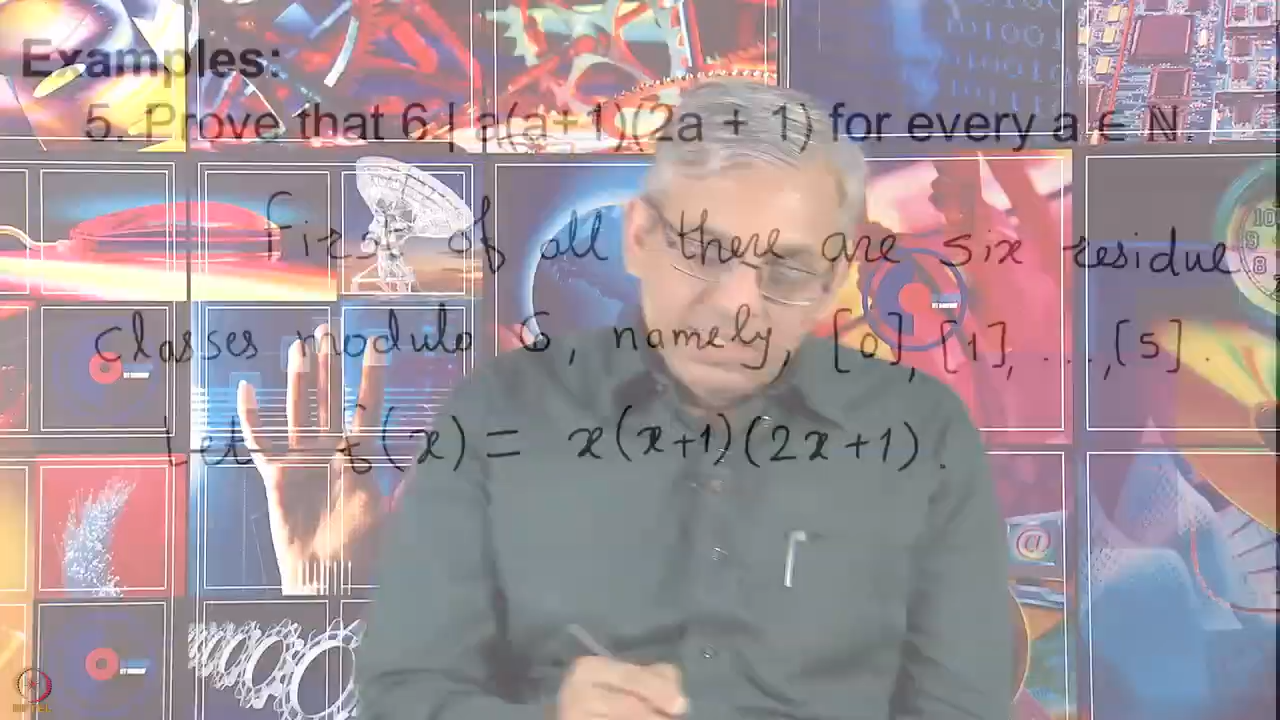 Examples:
5. Prove that 6 | a(a+1)(2a + 1) for every a ∈ ℕ
First of all there are six residue
classes modulo 6, namely, [0], [1], ..., [5].
Let f(x) = x(x+1)(2x+1).
@
NPTEL